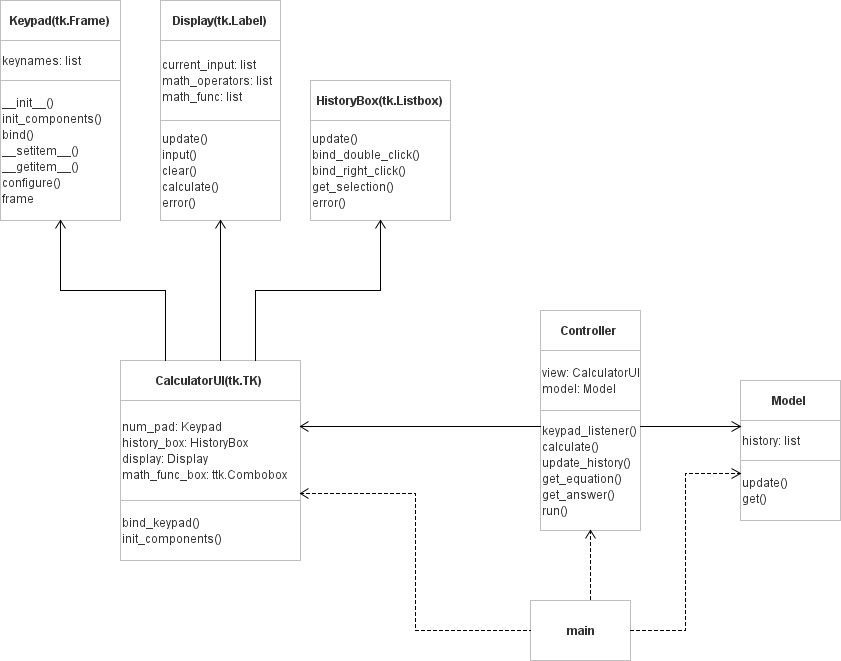 Keypad(tk.Frame)
keynames: list
__init__()
init_components()
bind()
__setitem__()
__getitem__()
configure()
frame
Display(tk.Label)
current_input: list
math_operators: list
math_func: list
update()
input()
clear()
calculate()
error()
HistoryBox(tk.Listbox)
update()
bind_double_click()
bind_right_click()
get_selection()
error()
CalculatorUI(tk.TK)
num_pad: Keypad
history_box: HistoryBox
display: Display
math_func_box: ttk.Combobox
bind_keypad()
init_components()
Controller
view: CalculatorUI
model: Model
keypad_listener()
calculate()
update_history()
get_equation()
get_answer()
run()
Model
history: list
update()
get()
main